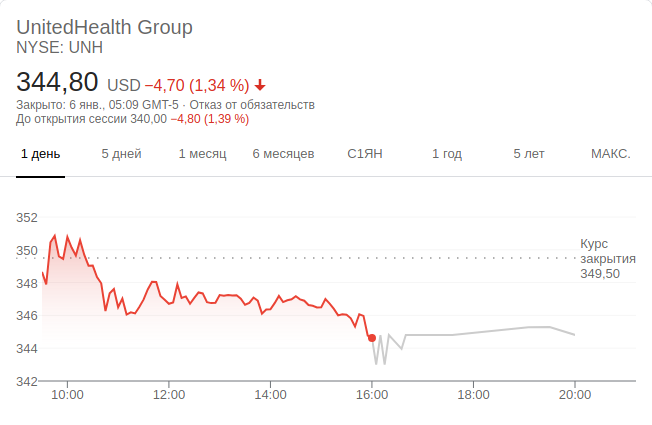 UnitedHealth Group
NYSE: UNH
344,80 USD −4,70 (1,34 %)
Закрыто: 6 янв., 05:09 GMT-5 · Отказ от обязательств
До открытия сессии 340,00 −4,80 (1,39 %)
1 день 5 дней 1 месяц 6 месяцев С1ЯН 1 год 5 лет МАКС.
352
350
348
346
344
342
Курс
закрытия
349,50
10:00 12:00 14:00 16:00 18:00 20:00